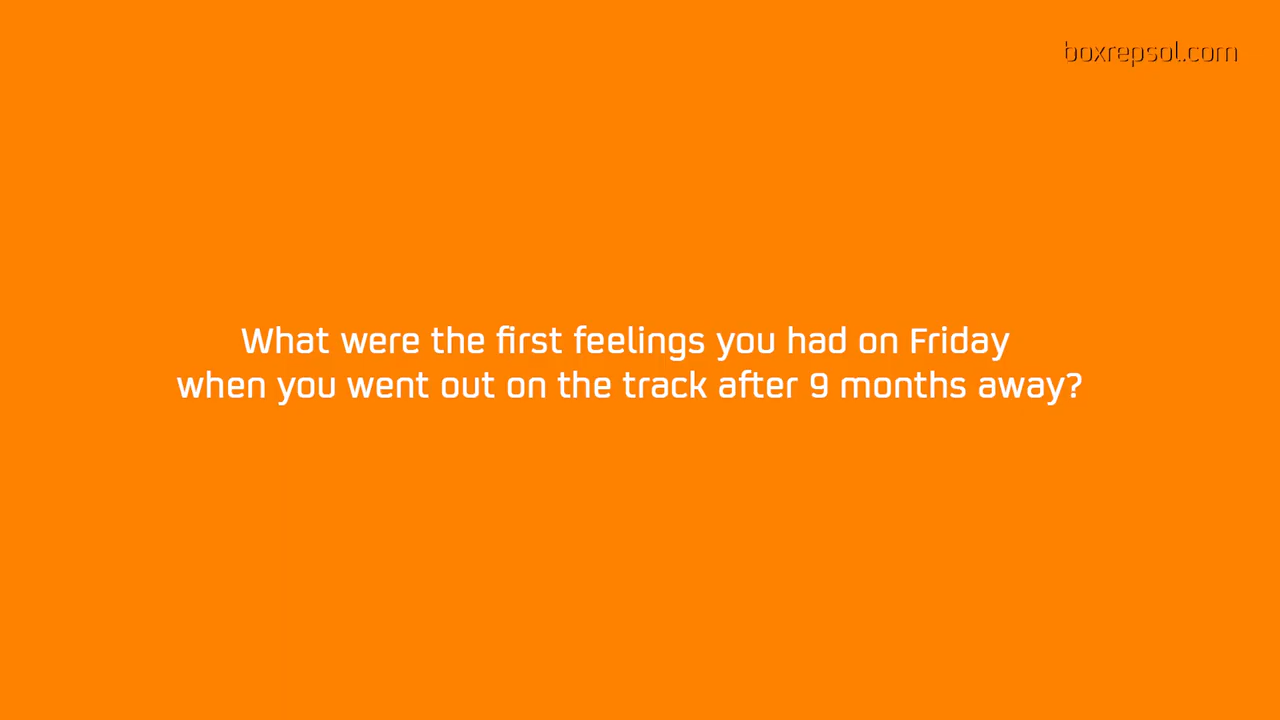 boxrepsol.com
What were the first feelings you had on Friday
when you went out on the track after 9 months away?